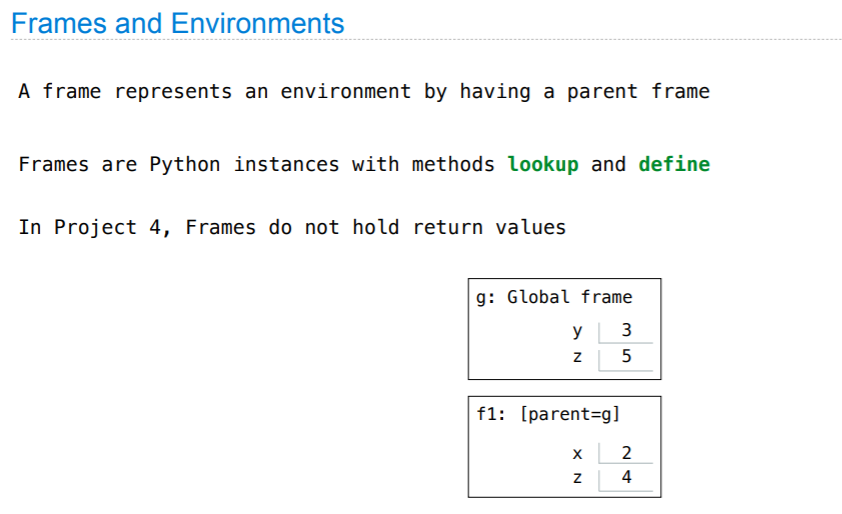 Frames and Environments
A frame represents an environment by having a parent frame
Frames are Python instances with methods lookup and define
In Project 4, Frames do not hold return values
g: Global frame
y 3
z 5
f1: [parent=g]
x 2
z 4